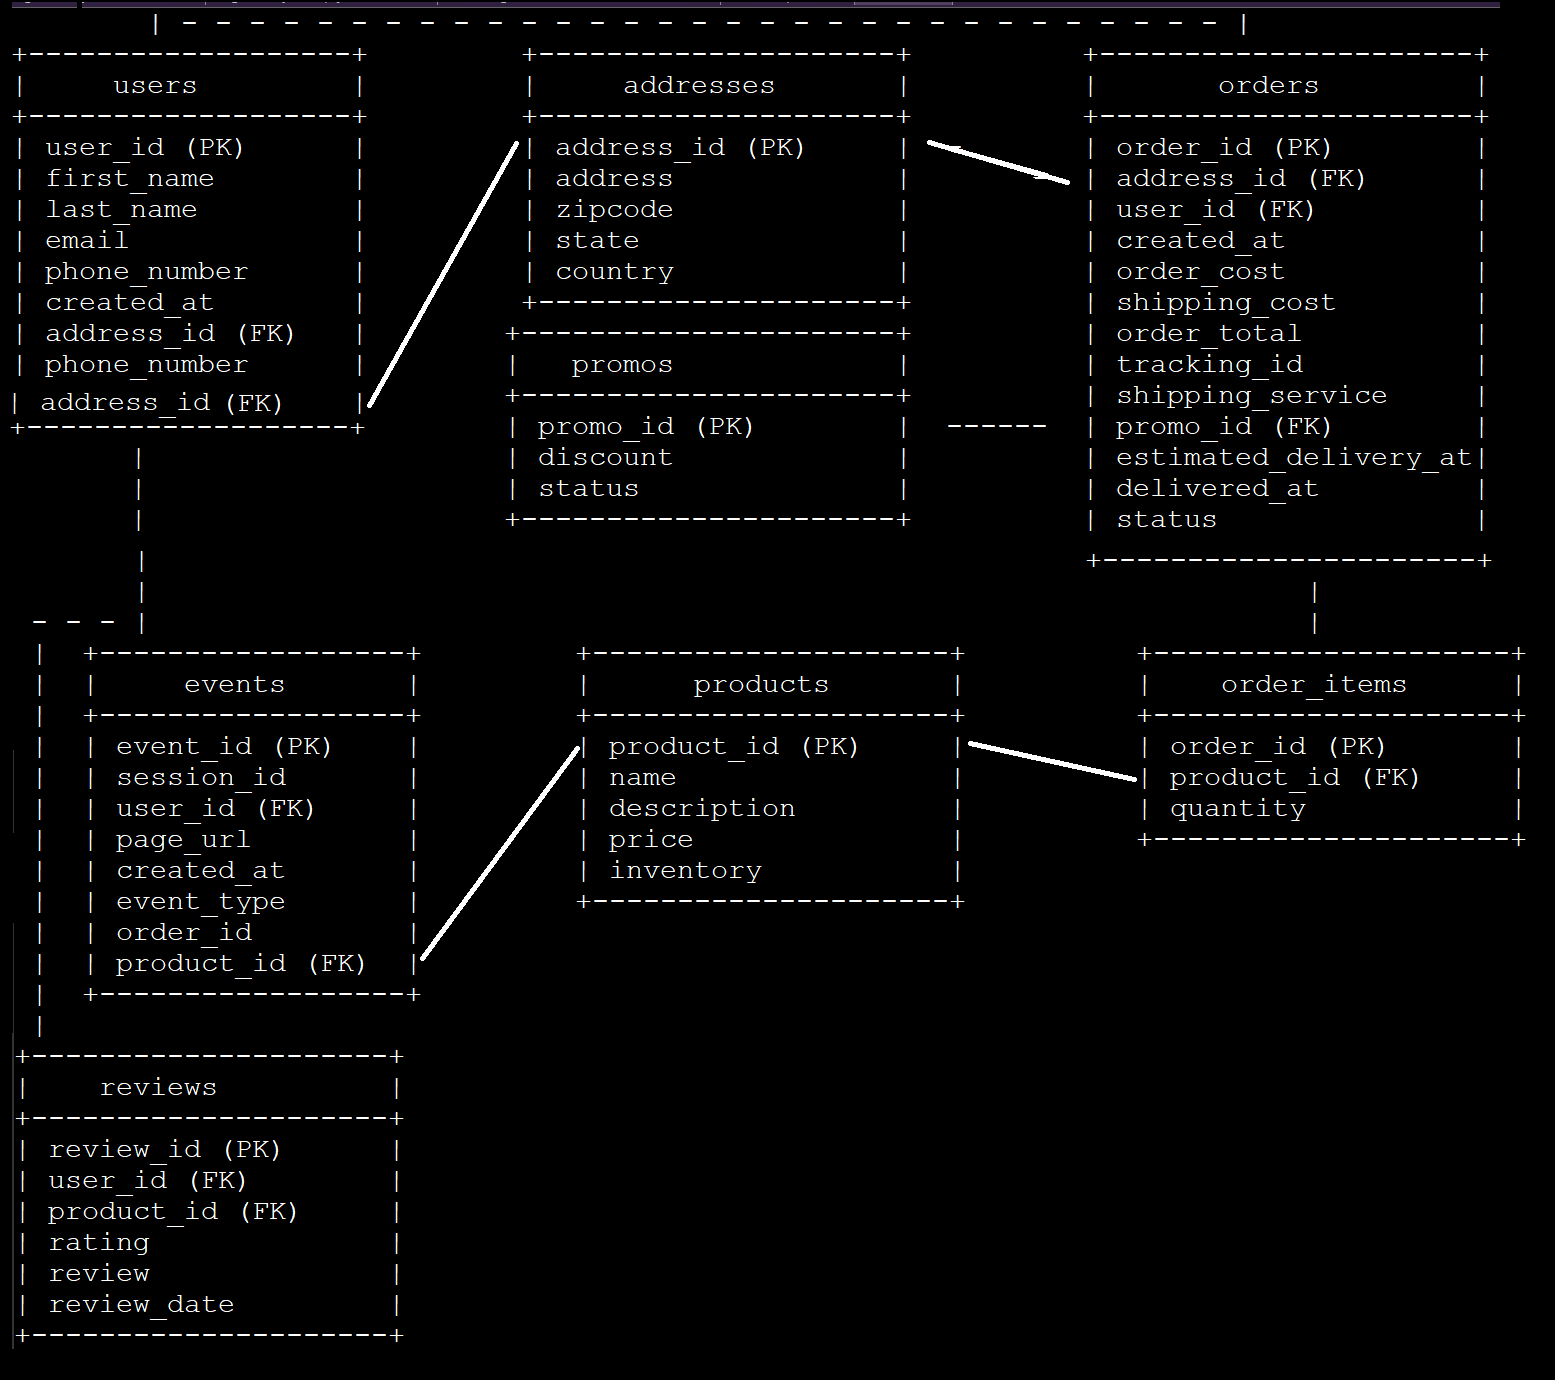 users
user_id (PK)
first_name
last_name
email
phone_number
created_at
address_id (FK)
phone_number
address_id (FK)
addresses
address_id (PK)
address
zipcode
state
country
promos
promo_id (PK)
discount
status
orders
order_id (PK)
address_id (FK)
user_id (FK)
created_at
order_cost
shipping_cost
order_total
tracking_id
shipping_service
promo_id (FK)
estimated_delivery_at
delivered_at
status
events
event_id (PK)
session_id
user_id (FK)
page_url
created_at
event_type
order_id
product_id (FK)
products
product_id (PK)
name
description
price
inventory
order_items
order_id (PK)
product_id (FK)
quantity
reviews
review_id (PK)
user_id (FK)
product_id (FK)
rating
review
review_date